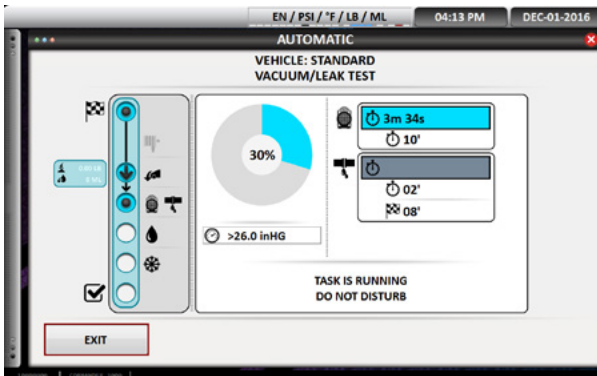 EN / PSI / °F / LB / ML
04:13 PM
DEC-01-2016
AUTOMATIC
VEHICLE: STANDARD
VACUUM/LEAK TEST
30%
>26.0 inHG
3m 34s
10'
02'
08'
TASK IS RUNNING
DO NOT DISTURB
EXIT